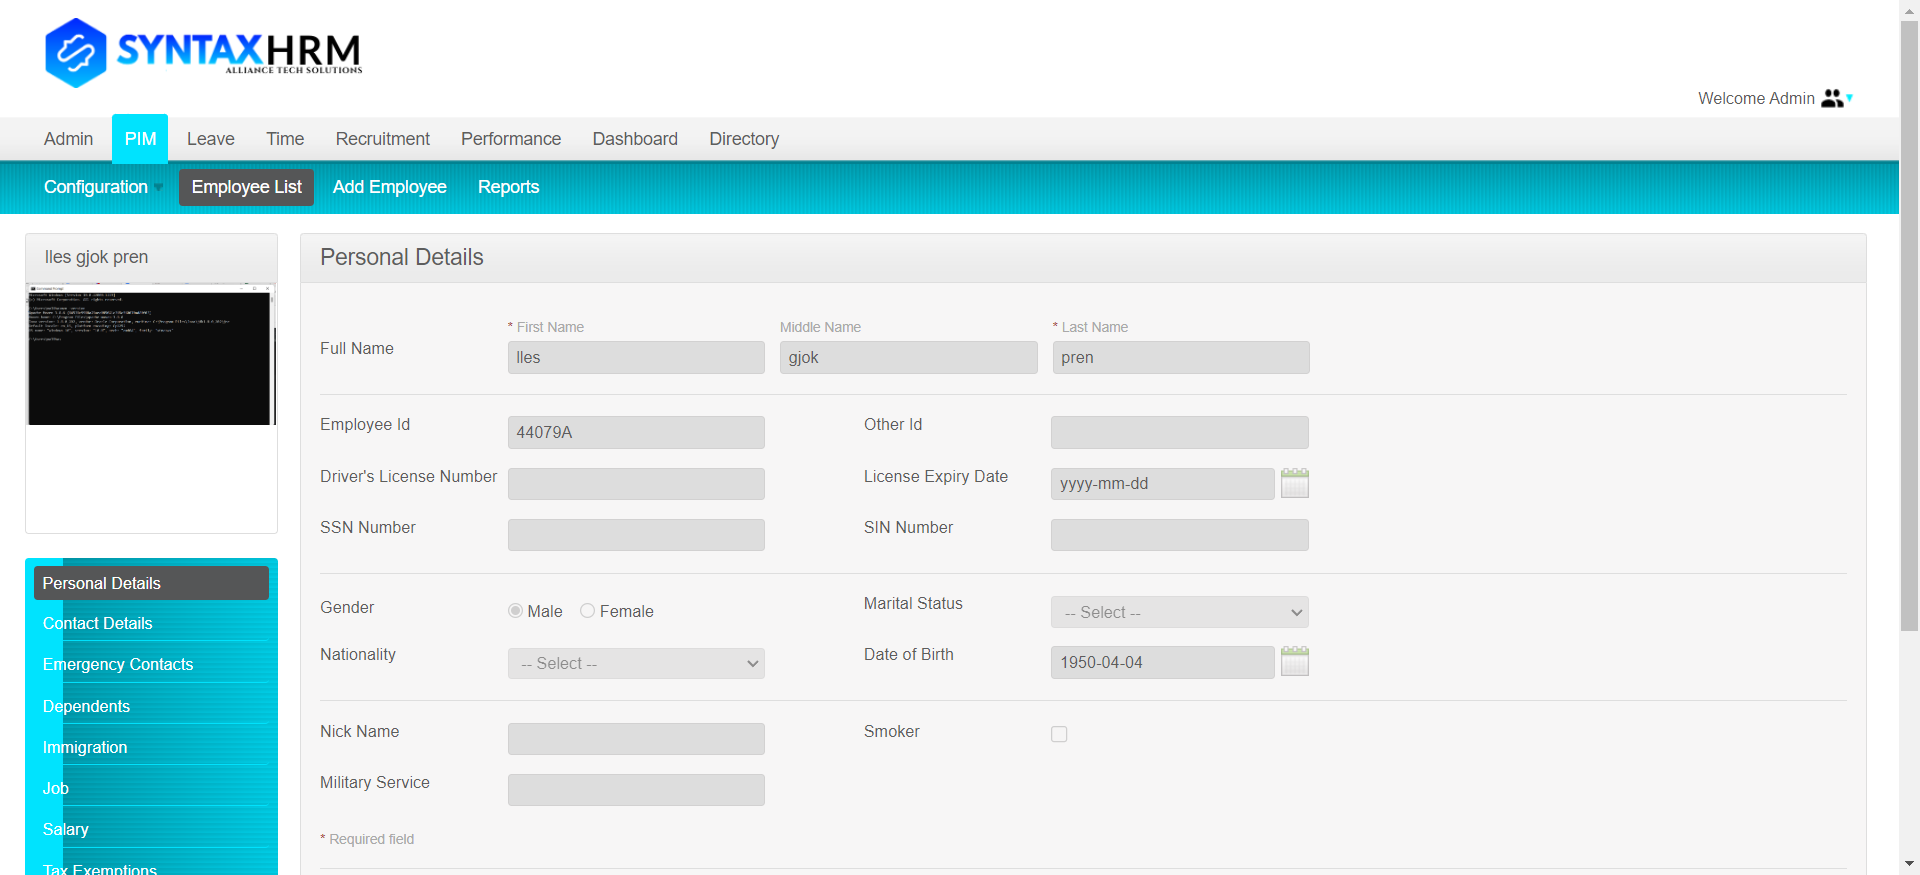 SYNTAXHRM
ALLIANCE TECH SOLUTIONS
Welcome Admin
Admin PIM Leave Time Recruitment Performance Dashboard Directory
Configuration Employee List Add Employee Reports
lles gjok pren
Personal Details
* First Name Middle Name * Last Name
Full Name lles gjok pren
Employee Id 44079A Other Id
Driver's License Number License Expiry Date yyyy-mm-dd
SSN Number SIN Number
Gender Male Female Marital Status -- Select --
Nationality -- Select -- Date of Birth 1950-04-04
Nick Name Smoker
Military Service
* Required field
Personal Details
Contact Details
Emergency Contacts
Dependents
Immigration
Job
Salary
Tax Exemptions